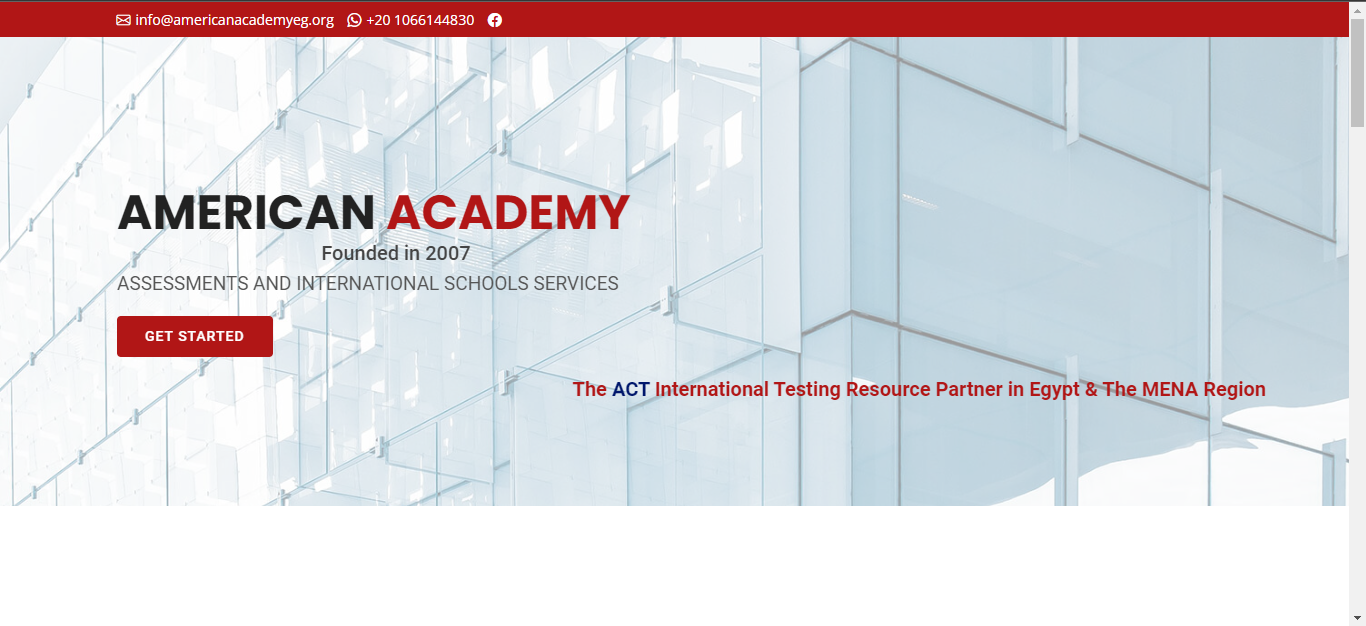 info@americanacademyeg.org +20 1066144830
AMERICAN ACADEMY
Founded in 2007
ASSESSMENTS AND INTERNATIONAL SCHOOLS SERVICES
GET STARTED
The ACT International Testing Resource Partner in Egypt & The MENA Region